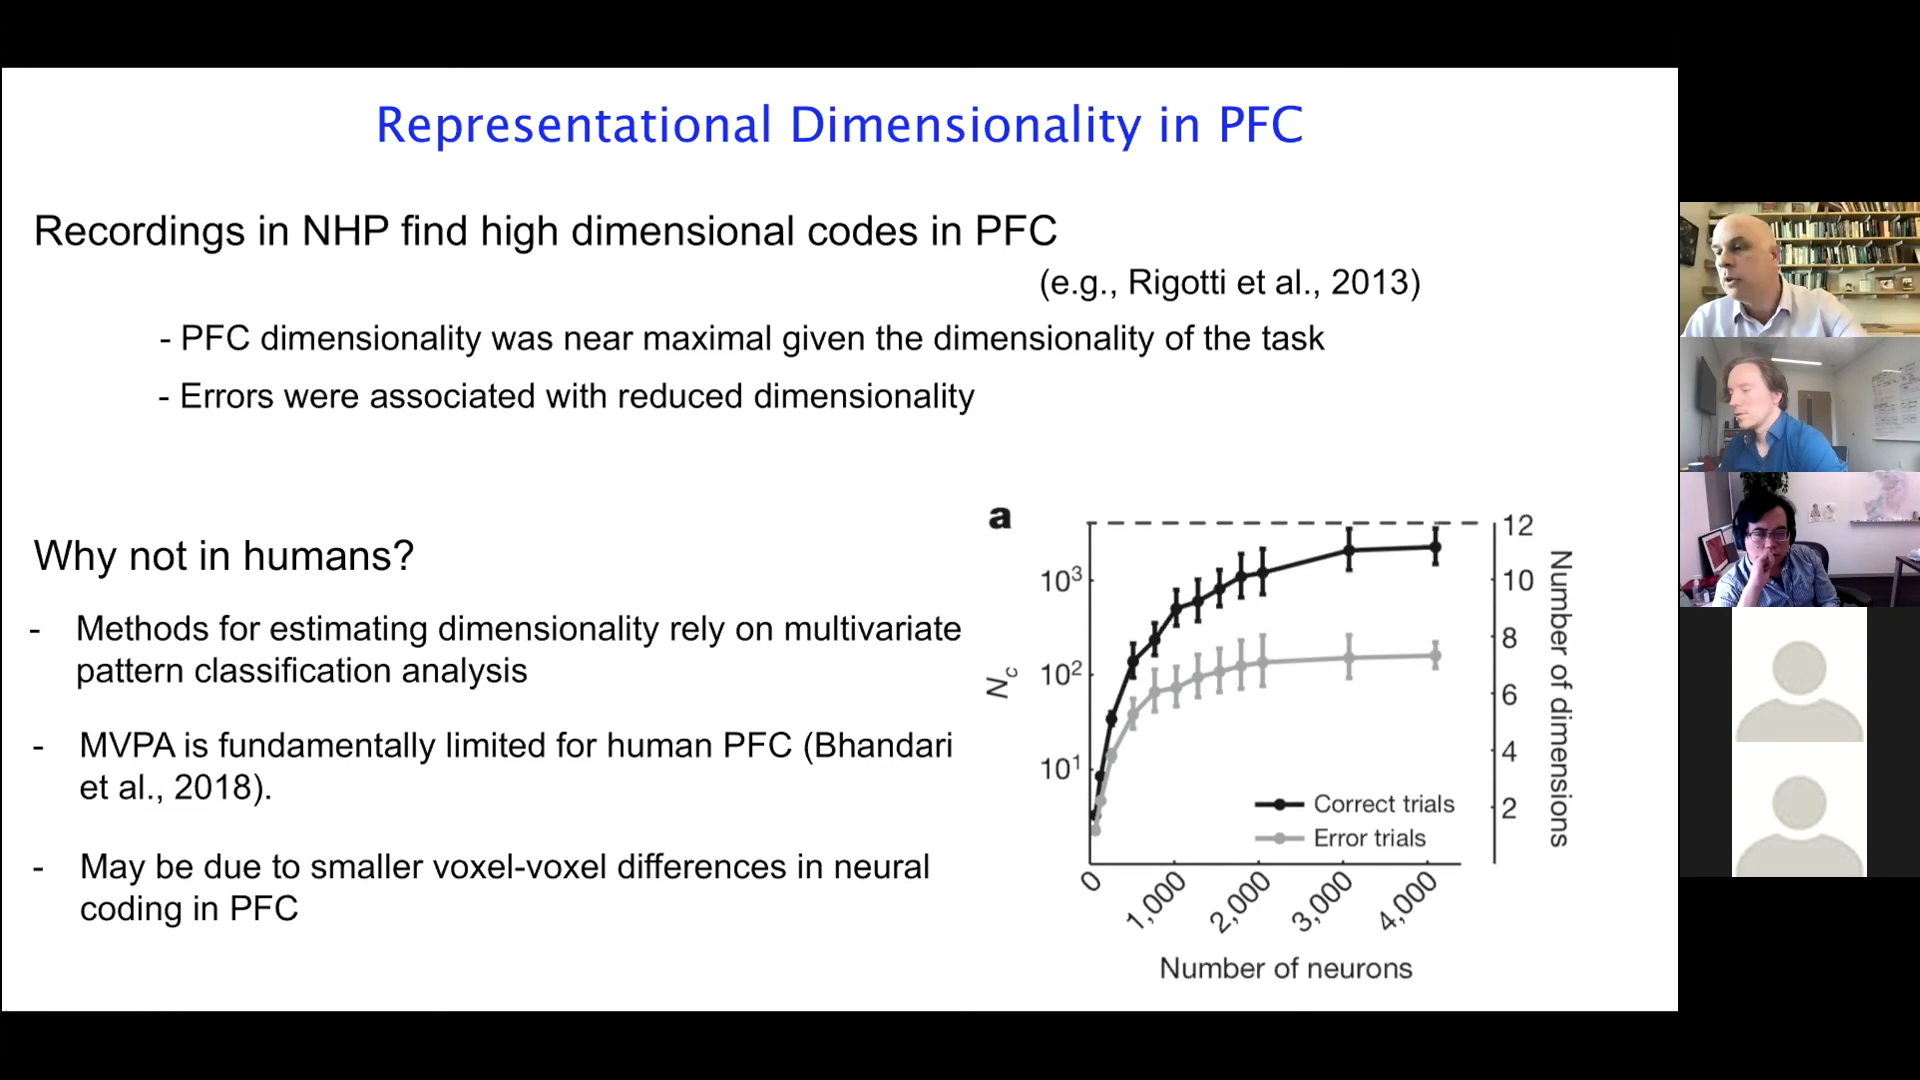 Representational Dimensionality in PFC
Recordings in NHP find high dimensional codes in PFC
(e.g., Rigotti et al., 2013)
- PFC dimensionality was near maximal given the dimensionality of the task
- Errors were associated with reduced dimensionality
Why not in humans?
- Methods for estimating dimensionality rely on multivariate
pattern classification analysis
- MVPA is fundamentally limited for human PFC (Bhandari
et al., 2018).
- May be due to smaller voxel-voxel differences in neural
coding in PFC
a
N_c
10³
10²
10¹
12
10
8
6
4
2
Number of dimensions
Correct trials
Error trials
0
1,000
2,000
3,000
4,000
Number of neurons